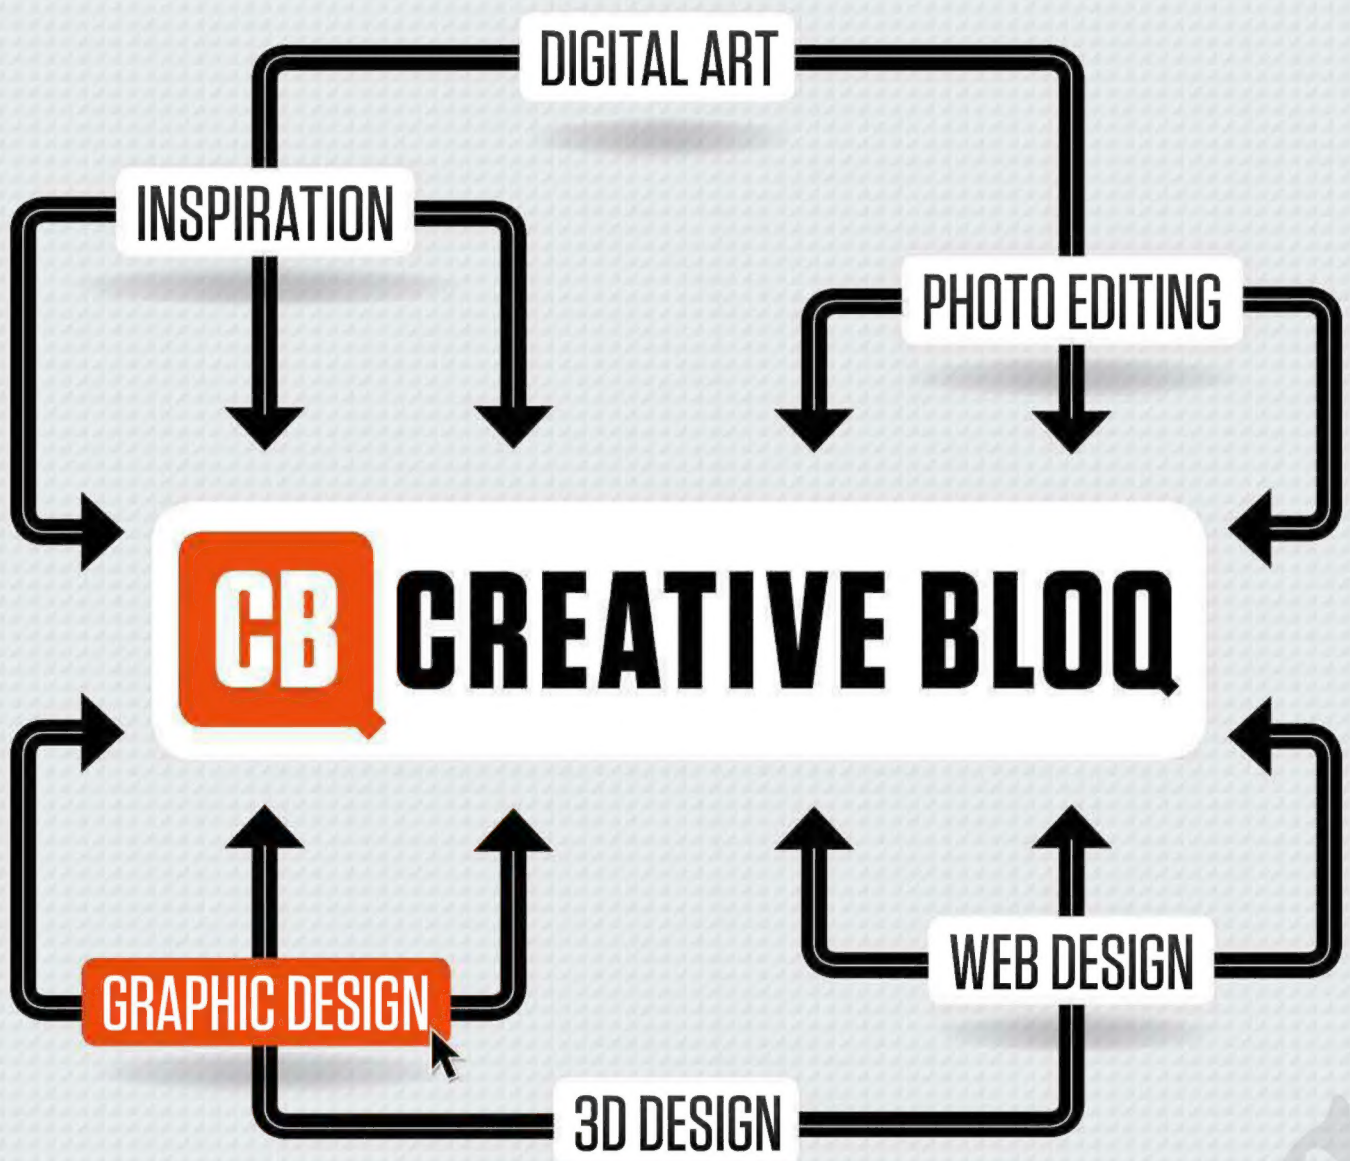 DIGITAL ART
INSPIRATION
PHOTO EDITING
CB CREATIVE BLOQ
GRAPHIC DESIGN
WEB DESIGN
3D DESIGN